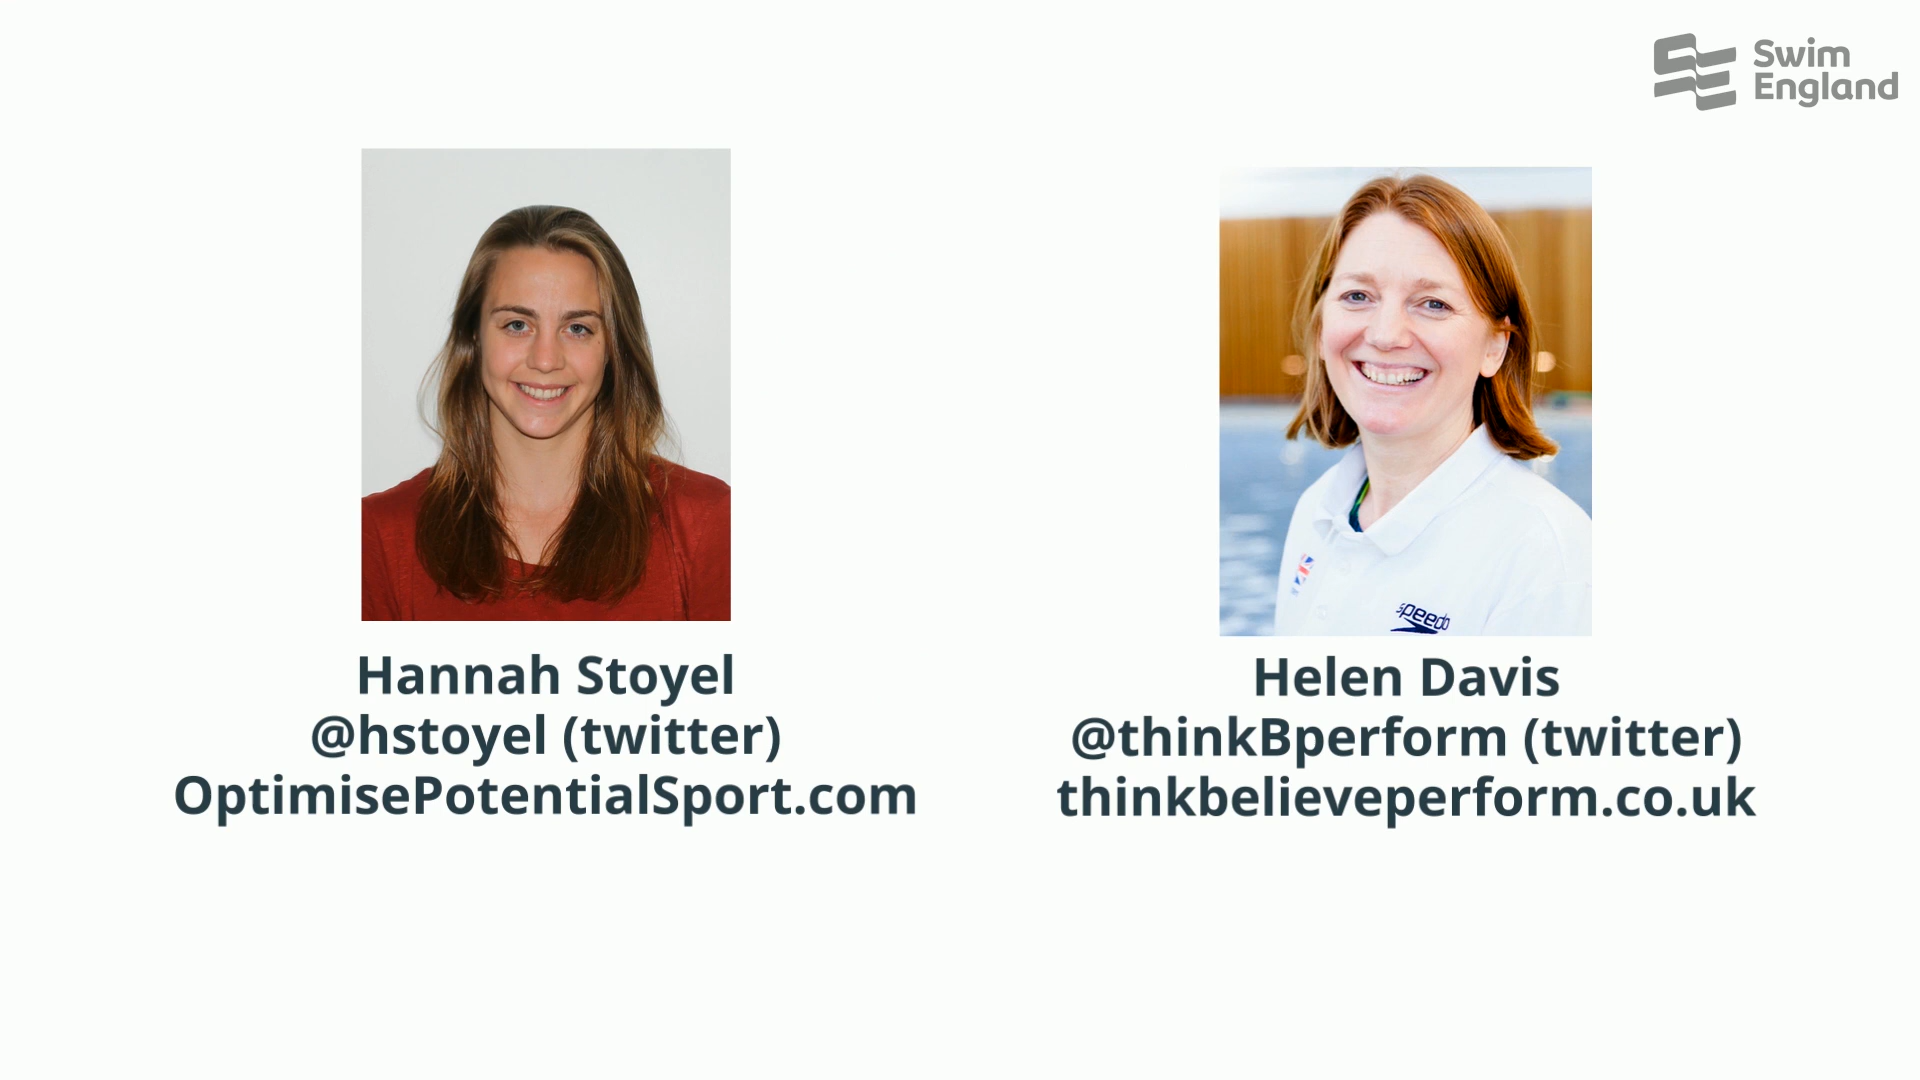 Swim
England
Hannah Stoyel
@hstoyel (twitter)
OptimisePotentialSport.com
speedo
Helen Davis
@thinkBperform (twitter)
thinkbelieveperform.co.uk